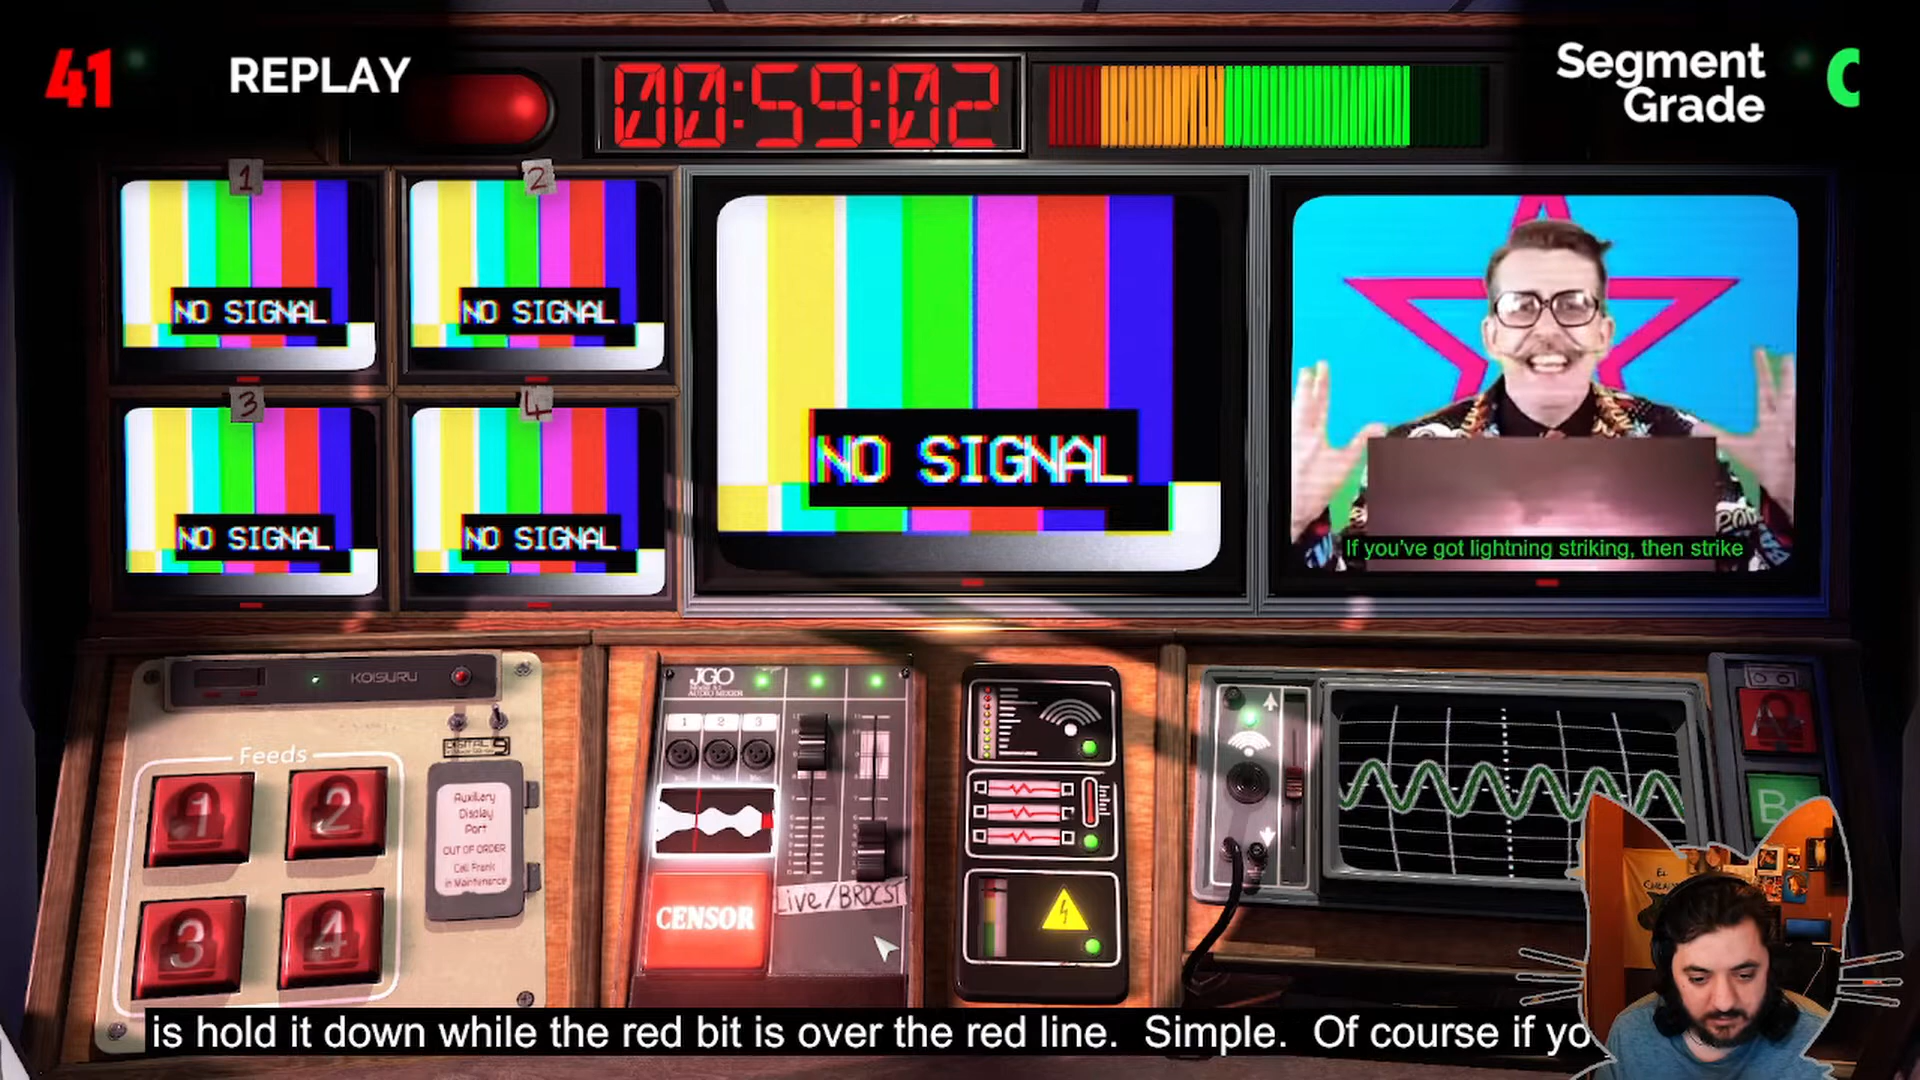 41
REPLAY
00:59:02
Segment
Grade
C
1
2
NO SIGNAL
NO SIGNAL
3
4
NO SIGNAL
NO SIGNAL
NO SIGNAL
If you've got lightning striking, then strike
KOISURU
Feeds
1
2
3
4
Auxiliary
Display
Port
OUT OF ORDER
Call Frank
in Maintenance
JGO
AUDIO MIXER
1 2 3
CENSOR
Live/BRDCST
is hold it down while the red bit is over the red line.  Simple.  Of course if yo